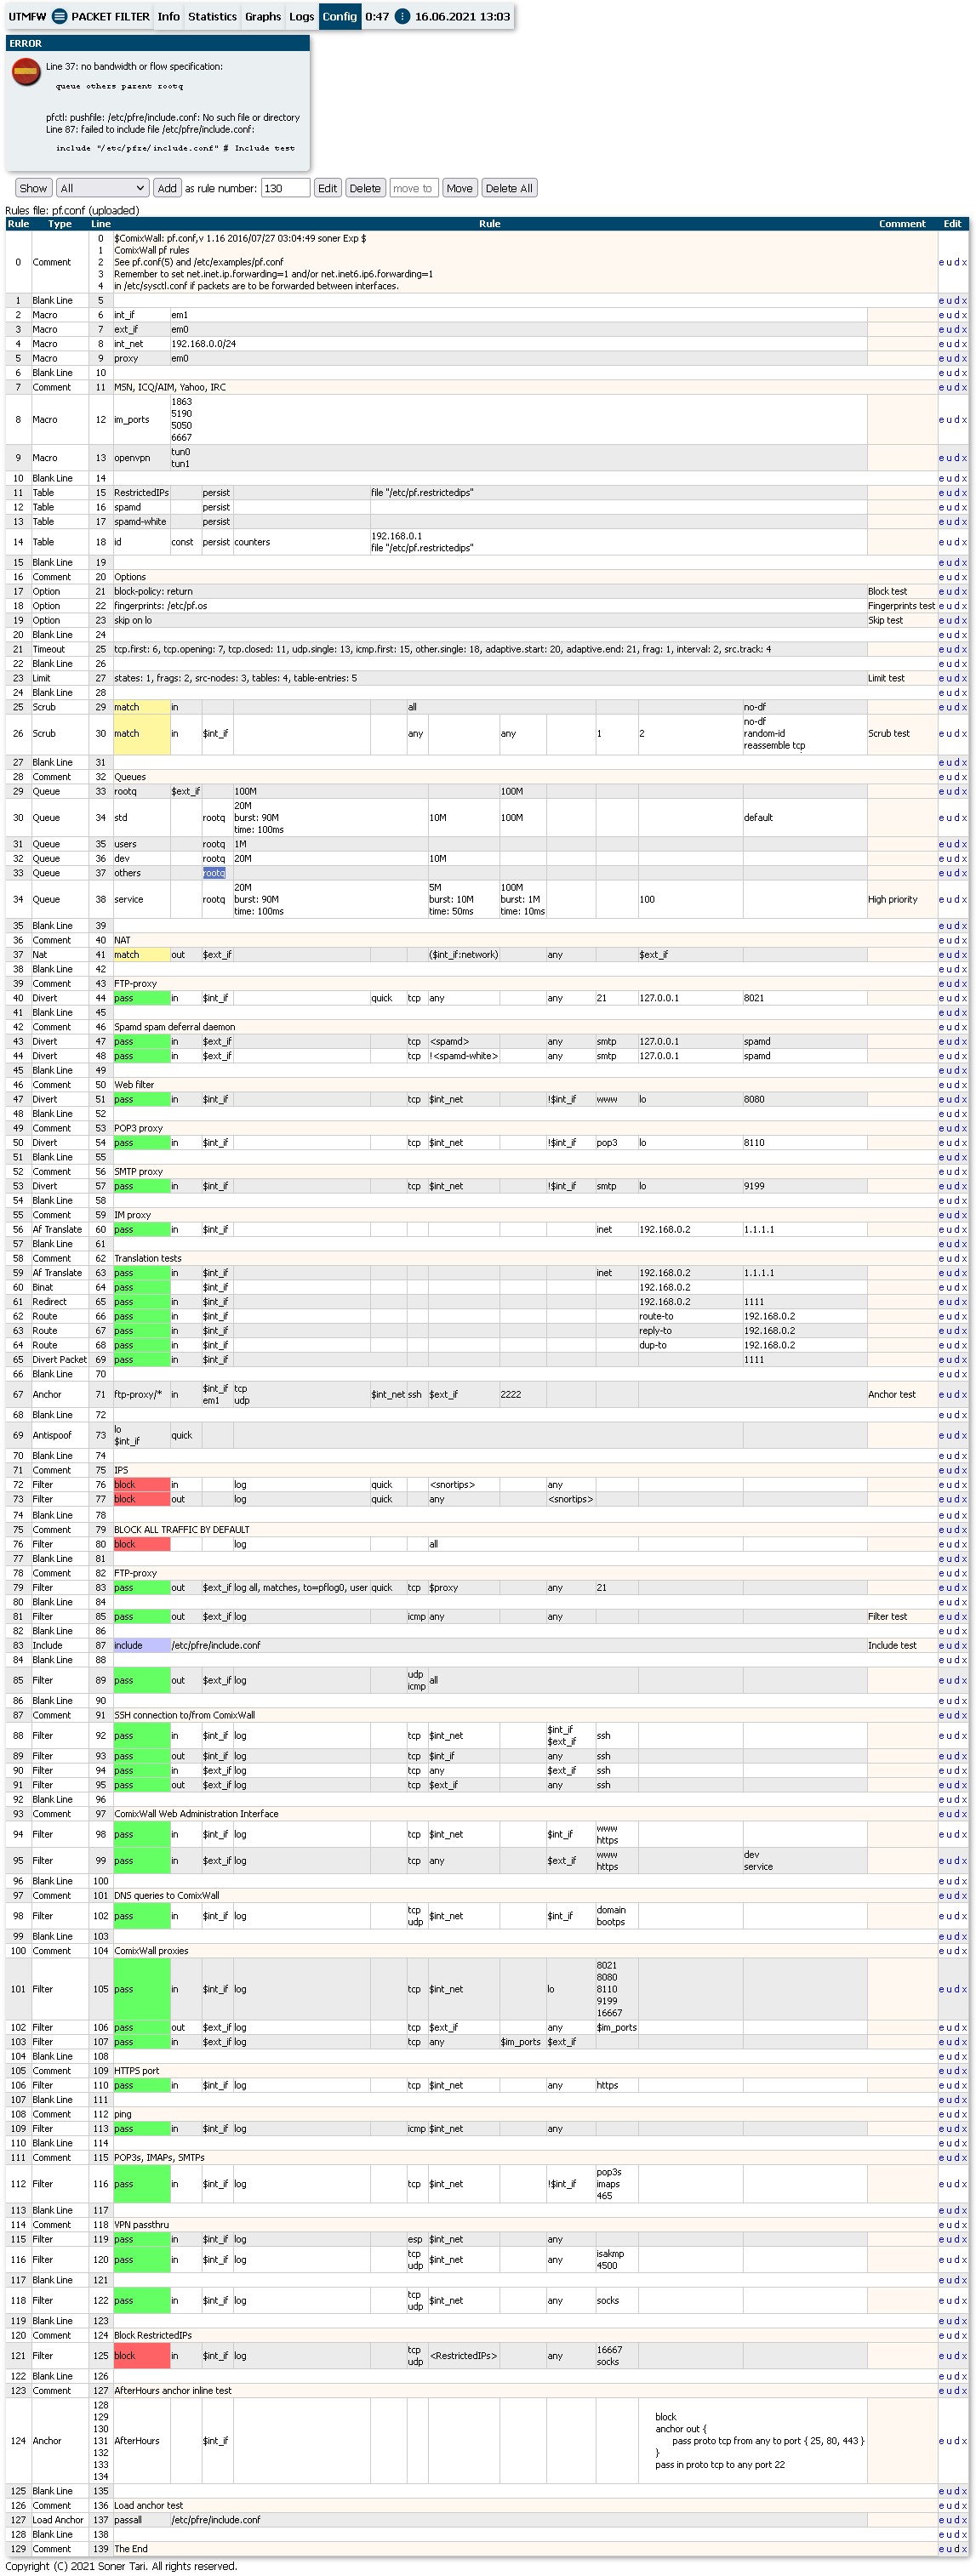 UTMFW PACKET FILTER Info Statistics Graphs Logs Config 0:47 16.06.2021 13:03
ERROR
Line 37: no bandwidth or flow specification:
queue others parent rootq
pfctl: pushfile: /etc/pfre/include.conf: No such file or directory
Line 87: failed to include file /etc/pfre/include.conf:
include "/etc/pfre/include.conf" # Include test
Show All Add as rule number: 130 Edit Delete move to Move Delete All
Rules file: pf.conf (uploaded)
Rule Type Line Rule Comment Edit
0 $ComixWall: pf.conf,v 1.16 2016/07/27 03:04:49 soner Exp $
1 ComixWall pf rules
0 Comment 2 See pf.conf(5) and /etc/examples/pf.conf e u d x
3 Remember to set net.inet.ip.forwarding=1 and/or net.inet6.ip6.forwarding=1
4 in /etc/sysctl.conf if packets are to be forwarded between interfaces.
1 Blank Line 5 e u d x
2 Macro 6 int_if em1 e u d x
3 Macro 7 ext_if em0 e u d x
4 Macro 8 int_net 192.168.0.0/24 e u d x
5 Macro 9 proxy em0 e u d x
6 Blank Line 10 e u d x
7 Comment 11 MSN, ICQ/AIM, Yahoo, IRC e u d x
1863
5190
8 Macro 12 im_ports e u d x
5050
6667
9 Macro 13 openvpn tun0 e u d x
tun1
10 Blank Line 14 e u d x
11 Table 15 RestrictedIPs persist file "/etc/pf.restrictedips" e u d x
12 Table 16 spamd persist e u d x
13 Table 17 spamd-white persist e u d x
14 Table 18 id const persist counters 192.168.0.1 e u d x
file "/etc/pf.restrictedips"
15 Blank Line 19 e u d x
16 Comment 20 Options e u d x
17 Option 21 block-policy: return Block test e u d x
18 Option 22 fingerprints: /etc/pf.os Fingerprints test e u d x
19 Option 23 skip on lo Skip test e u d x
20 Blank Line 24 e u d x
21 Timeout 25 tcp.first: 6, tcp.opening: 7, tcp.closed: 11, udp.single: 13, icmp.first: 15, other.single: 18, adaptive.start: 20, adaptive.end: 21, frag: 1, interval: 2, src.track: 4 e u d x
22 Blank Line 26 e u d x
23 Limit 27 states: 1, frags: 2, src-nodes: 3, tables: 4, table-entries: 5 Limit test e u d x
24 Blank Line 28 e u d x
25 Scrub 29 match in all no-df e u d x
no-df
26 Scrub 30 match in $int_if any any 1 2 random-id Scrub test e u d x
reassemble tcp
27 Blank Line 31 e u d x
28 Comment 32 Queues e u d x
29 Queue 33 rootq $ext_if 100M 100M e u d x
20M
30 Queue 34 std rootq burst: 90M 10M 100M default e u d x
time: 100ms
31 Queue 35 users rootq 1M e u d x
32 Queue 36 dev rootq 20M 10M e u d x
33 Queue 37 others rootq e u d x
20M 5M 100M
34 Queue 38 service rootq burst: 90M burst: 10M burst: 1M 100 High priority e u d x
time: 100ms time: 50ms time: 10ms
35 Blank Line 39 e u d x
36 Comment 40 NAT e u d x
37 Nat 41 match out $ext_if ($int_if:network) any $ext_if e u d x
38 Blank Line 42 e u d x
39 Comment 43 FTP-proxy e u d x
40 Divert 44 pass in $int_if quick tcp any any 21 127.0.0.1 8021 e u d x
41 Blank Line 45 e u d x
42 Comment 46 Spamd spam deferral daemon e u d x
43 Divert 47 pass in $ext_if tcp <spamd> any smtp 127.0.0.1 spamd e u d x
44 Divert 48 pass in $ext_if tcp !<spamd-white> any smtp 127.0.0.1 spamd e u d x
45 Blank Line 49 e u d x
46 Comment 50 Web filter e u d x
47 Divert 51 pass in $int_if tcp $int_net !$int_if www lo 8080 e u d x
48 Blank Line 52 e u d x
49 Comment 53 POP3 proxy e u d x
50 Divert 54 pass in $int_if tcp $int_net !$int_if pop3 lo 8110 e u d x
51 Blank Line 55 e u d x
52 Comment 56 SMTP proxy e u d x
53 Divert 57 pass in $int_if tcp $int_net !$int_if smtp lo 9199 e u d x
54 Blank Line 58 e u d x
55 Comment 59 IM proxy e u d x
56 Af Translate 60 pass in $int_if inet 192.168.0.2 1.1.1.1 e u d x
57 Blank Line 61 e u d x
58 Comment 62 Translation tests e u d x
59 Af Translate 63 pass in $int_if inet 192.168.0.2 1.1.1.1 e u d x
60 Binat 64 pass $int_if 192.168.0.2 e u d x
61 Redirect 65 pass in $int_if 192.168.0.2 1111 e u d x
62 Route 66 pass in $int_if route-to 192.168.0.2 e u d x
63 Route 67 pass in $int_if reply-to 192.168.0.2 e u d x
64 Route 68 pass in $int_if dup-to 192.168.0.2 e u d x
65 Divert Packet 69 pass in $int_if 1111 e u d x
66 Blank Line 70 e u d x
67 Anchor 71 ftp-proxy/* in $int_if tcp $int_net ssh $ext_if 2222 Anchor test e u d x
em1 udp
68 Blank Line 72 e u d x
69 Antispoof 73 lo quick e u d x
$int_if
70 Blank Line 74 e u d x
71 Comment 75 IPS e u d x
72 Filter 76 block in log quick <snortips> any e u d x
73 Filter 77 block out log quick any <snortips> e u d x
74 Blank Line 78 e u d x
75 Comment 79 BLOCK ALL TRAFFIC BY DEFAULT e u d x
76 Filter 80 block log all e u d x
77 Blank Line 81 e u d x
78 Comment 82 FTP-proxy e u d x
79 Filter 83 pass out $ext_if log all, matches, to=pflog0, user quick tcp $proxy any 21 e u d x
80 Blank Line 84 e u d x
81 Filter 85 pass out $ext_if log icmp any any Filter test e u d x
82 Blank Line 86 e u d x
83 Include 87 include /etc/pfre/include.conf Include test e u d x
84 Blank Line 88 e u d x
85 Filter 89 pass out $ext_if log udp all e u d x
icmp
86 Blank Line 90 e u d x
87 Comment 91 SSH connection to/from ComixWall e u d x
88 Filter 92 pass in $int_if log tcp $int_net $int_if ssh e u d x
$ext_if
89 Filter 93 pass out $int_if log tcp $int_if any ssh e u d x
90 Filter 94 pass in $ext_if log tcp any $ext_if ssh e u d x
91 Filter 95 pass out $ext_if log tcp $ext_if any ssh e u d x
92 Blank Line 96 e u d x
93 Comment 97 ComixWall Web Administration Interface e u d x
94 Filter 98 pass in $int_if log tcp $int_net $int_if www e u d x
https
95 Filter 99 pass in $ext_if log tcp any $ext_if www dev e u d x
https service
96 Blank Line 100 e u d x
97 Comment 101 DNS queries to ComixWall e u d x
98 Filter 102 pass in $int_if log tcp $int_net $int_if domain e u d x
udp bootps
99 Blank Line 103 e u d x
100 Comment 104 ComixWall proxies e u d x
8021
8080
101 Filter 105 pass in $int_if log tcp $int_net lo 8110 e u d x
9199
16667
102 Filter 106 pass out $ext_if log tcp $ext_if any $im_ports e u d x
103 Filter 107 pass in $ext_if log tcp any $im_ports $ext_if e u d x
104 Blank Line 108 e u d x
105 Comment 109 HTTPS port e u d x
106 Filter 110 pass in $int_if log tcp $int_net any https e u d x
107 Blank Line 111 e u d x
108 Comment 112 ping e u d x
109 Filter 113 pass in $int_if log icmp $int_net any e u d x
110 Blank Line 114 e u d x
111 Comment 115 POP3s, IMAPs, SMTPs e u d x
pop3s
112 Filter 116 pass in $int_if log tcp $int_net !$int_if imaps e u d x
465
113 Blank Line 117 e u d x
114 Comment 118 VPN passthru e u d x
115 Filter 119 pass in $int_if log esp $int_net any e u d x
116 Filter 120 pass in $int_if log tcp $int_net any isakmp e u d x
udp 4500
117 Blank Line 121 e u d x
118 Filter 122 pass in $int_if log tcp $int_net any socks e u d x
udp
119 Blank Line 123 e u d x
120 Comment 124 Block RestrictedIPs e u d x
121 Filter 125 block in $int_if log tcp <RestrictedIPs> any 16667 e u d x
udp socks
122 Blank Line 126 e u d x
123 Comment 127 AfterHours anchor inline test e u d x
128
129 block
130 anchor out {
124 Anchor 131 AfterHours $int_if pass proto tcp from any to port { 25, 80, 443 } e u d x
132 }
133 pass in proto tcp to any port 22
134
125 Blank Line 135 e u d x
126 Comment 136 Load anchor test e u d x
127 Load Anchor 137 passall /etc/pfre/include.conf e u d x
128 Blank Line 138 e u d x
129 Comment 139 The End e u d x
Copyright (C) 2021 Soner Tari. All rights reserved.